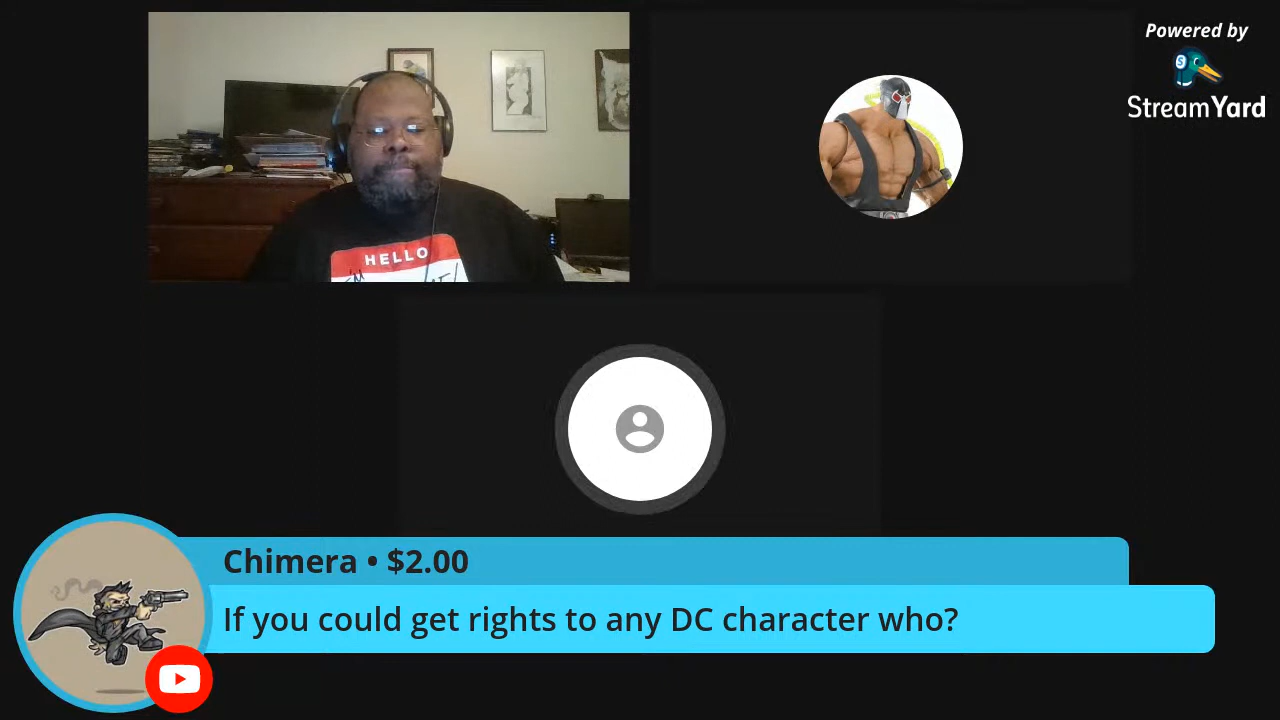 Powered by
StreamYard
HELLO
Chimera • $2.00
If you could get rights to any DC character who?